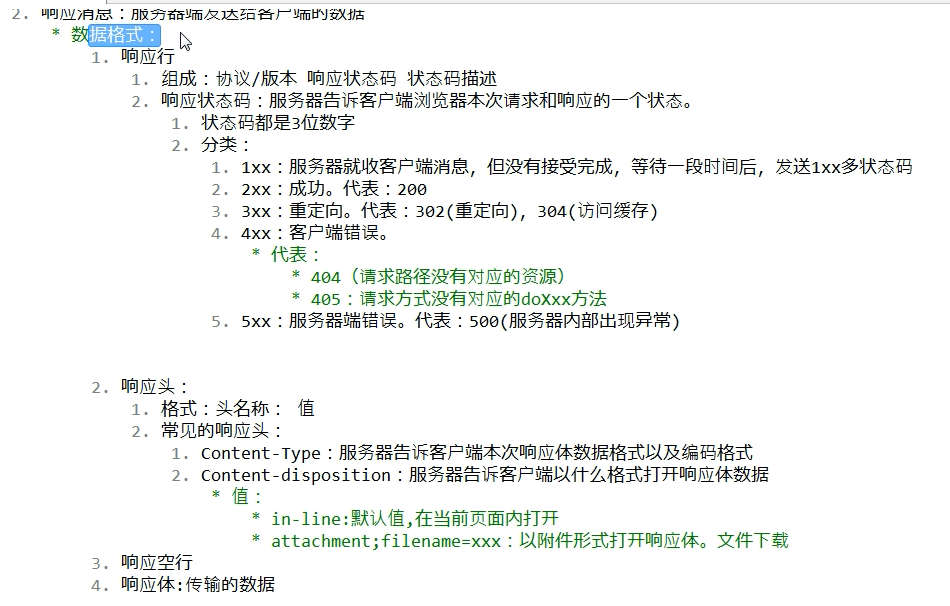 2. 响应消息：服务器端发送给客户端的数据
* 数据格式：
1. 响应行
1. 组成：协议/版本 响应状态码 状态码描述
2. 响应状态码：服务器告诉客户端浏览器本次请求和响应的一个状态。
1. 状态码都是3位数字
2. 分类：
1. 1xx：服务器就收客户端消息，但没有接受完成，等待一段时间后，发送1xx多状态码
2. 2xx：成功。代表：200
3. 3xx：重定向。代表：302(重定向)，304(访问缓存)
4. 4xx：客户端错误。
* 代表：
* 404（请求路径没有对应的资源）
* 405：请求方式没有对应的doXxx方法
5. 5xx：服务器端错误。代表：500(服务器内部出现异常)
2. 响应头：
1. 格式：头名称： 值
2. 常见的响应头：
1. Content-Type：服务器告诉客户端本次响应体数据格式以及编码格式
2. Content-disposition：服务器告诉客户端以什么格式打开响应体数据
* 值：
* in-line:默认值,在当前页面内打开
* attachment;filename=xxx：以附件形式打开响应体。文件下载
3. 响应空行
4. 响应体:传输的数据